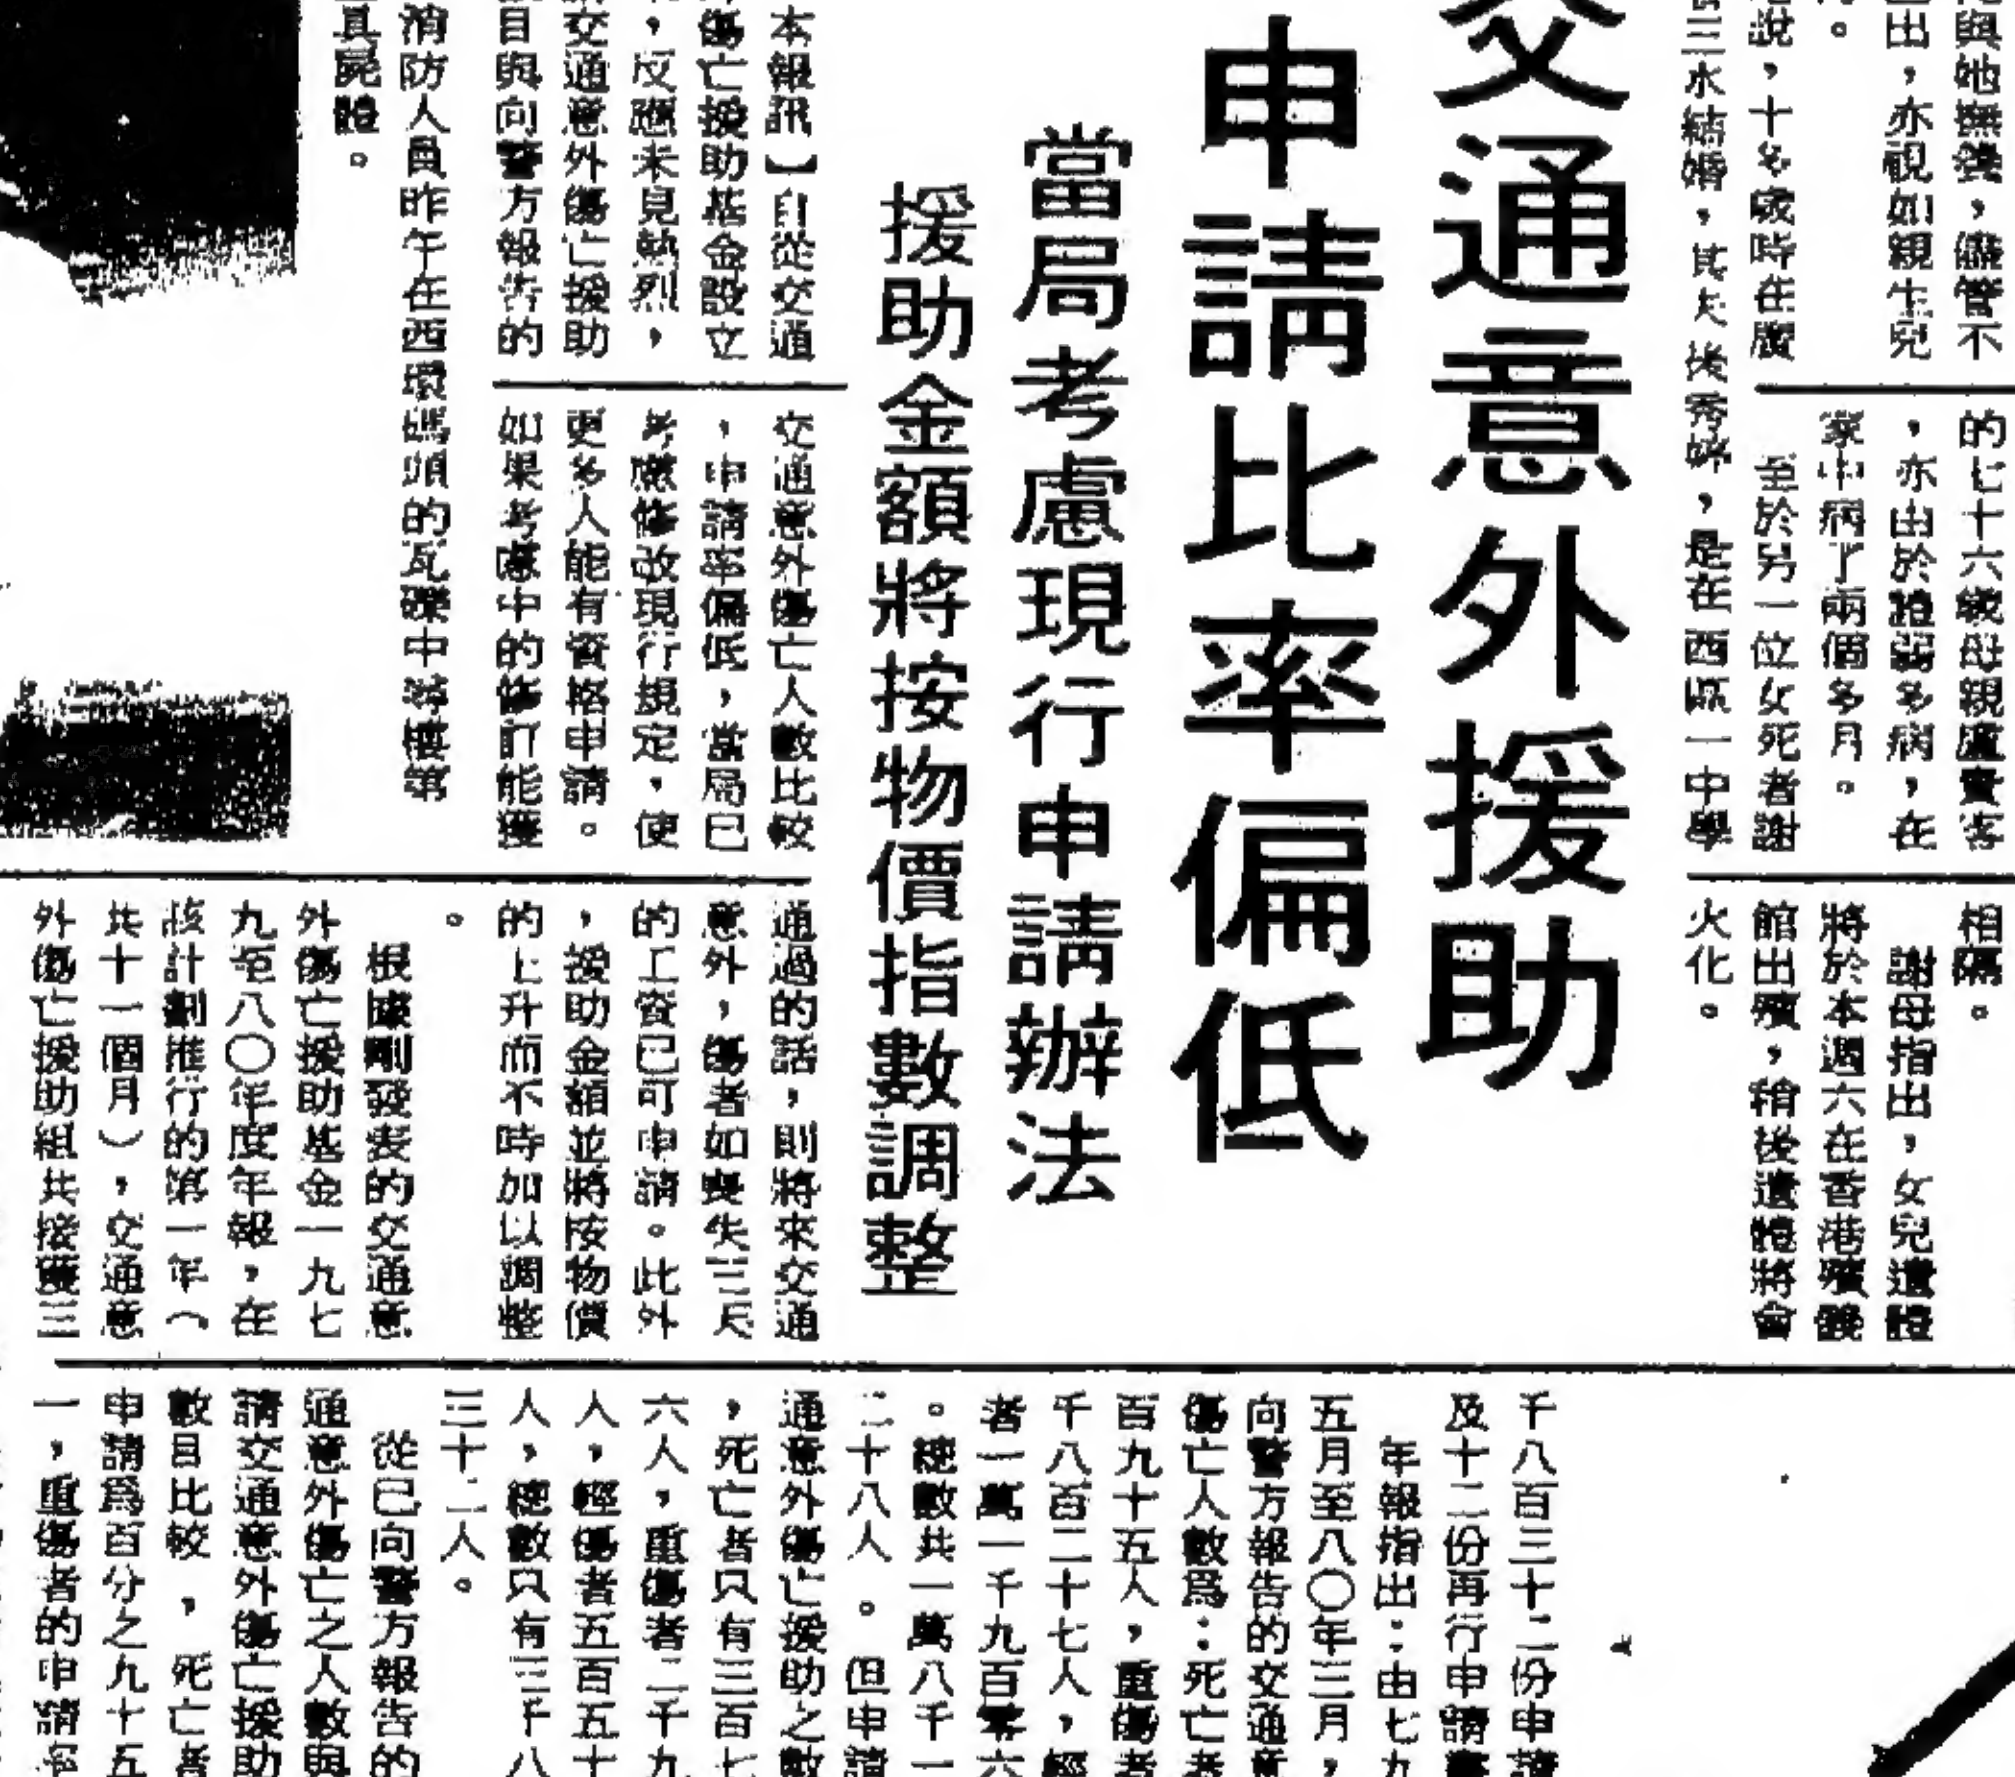 交通意外援助
申請比率偏低
當局考慮現行申請辦法
援助金額將按物價指數調整
與她撫養,儘管不
出,亦視如親生兒
。
說,十多歲時在廣
三水結婚,其夫後秀婷,是在西區一中學
的七十六歲母親盧賣客
,亦由於體弱多病,在
家中病了兩個多月。
至於另一位女死者謝
相隔。
謝母指出,女兒遺體
將於本週六在香港殯儀
館出殯,稍後遺體將會
火化。
本報訊】自從交通
傷亡援助基金設立
,反應未見熱烈,
交通意外傷亡援助
目與向警方報告的
交通意外傷亡人數比較
,申請率偏低,當局已
考慮修改現行規定,使
更多人能有資格申請。
如果考慮中的修訂能獲
通過的話,則將來交通
意外,傷者如喪失三天
的工資已可申請。此外
,援助金額並將按物價
的上升而不時加以調整
。
根據剛發表的交通意
外傷亡援助基金一九七
九至八〇年度年報,在
該計劃推行的第一年(
共十一個月),交通意
外傷亡援助組共接獲三
千八百三十二份申請
及十二份再行申請書
年報指出:由七九
五月至八〇年三月,
向警方報告的交通意
傷亡人數爲:死亡者
百九十五人,重傷者
千八百二十七人,輕
者一萬一千九百零六
。總數共一萬八千一
二十八人。但申請
通意外傷亡援助之數
,死亡者只有三百七
六人,重傷者二千九
人,輕傷者五百五十
人,總數只有三千八
三十二人。
從已向警方報告的
通意外傷亡之人數與
請交通意外傷亡援助
數目比較,死亡者
申請爲百分之九十五
一,重傷者的申請率
消防人員昨午在西環碼頭的瓦礫中尋獲第
具屍體。